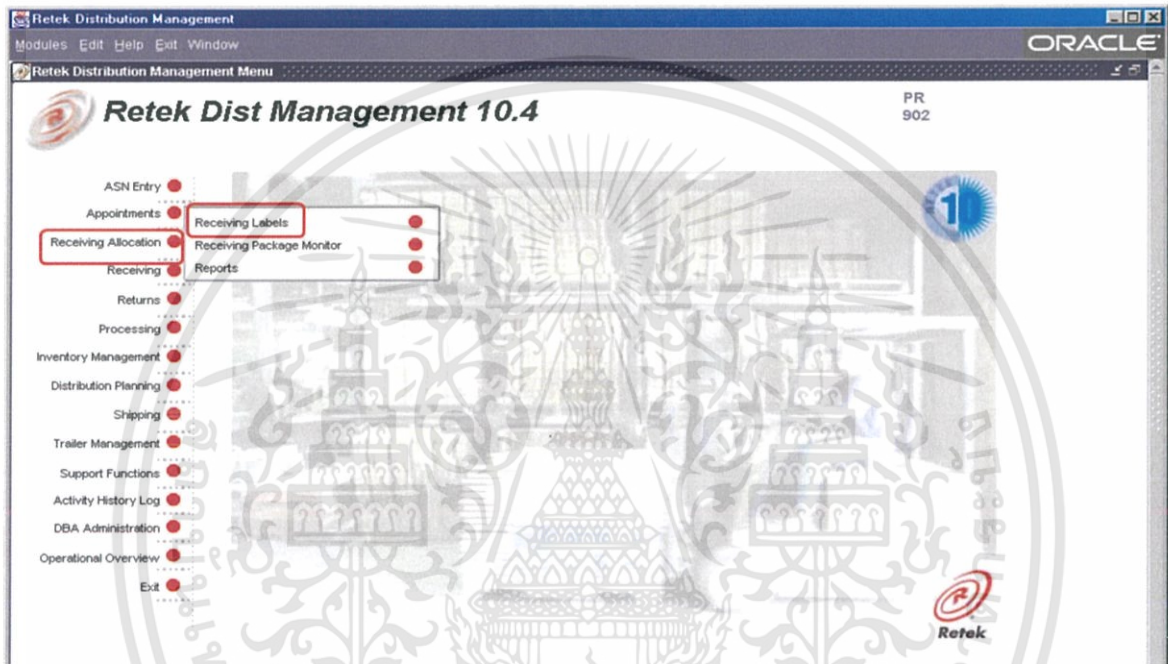 Retek Distribution Management
Modules Edit Help Exit Window
ORACLE
Retek Distribution Management Menu
Retek Dist Management 10.4
PR
902
ASN Entry
Appointments
Receiving Allocation
Receiving
Returns
Processing
Inventory Management
Distribution Planning
Shipping
Trailer Management
Support Functions
Activity History Log
DBA Administration
Operational Overview
Exit
Receiving Labels
Receiving Package Monitor
Reports
10
Retek